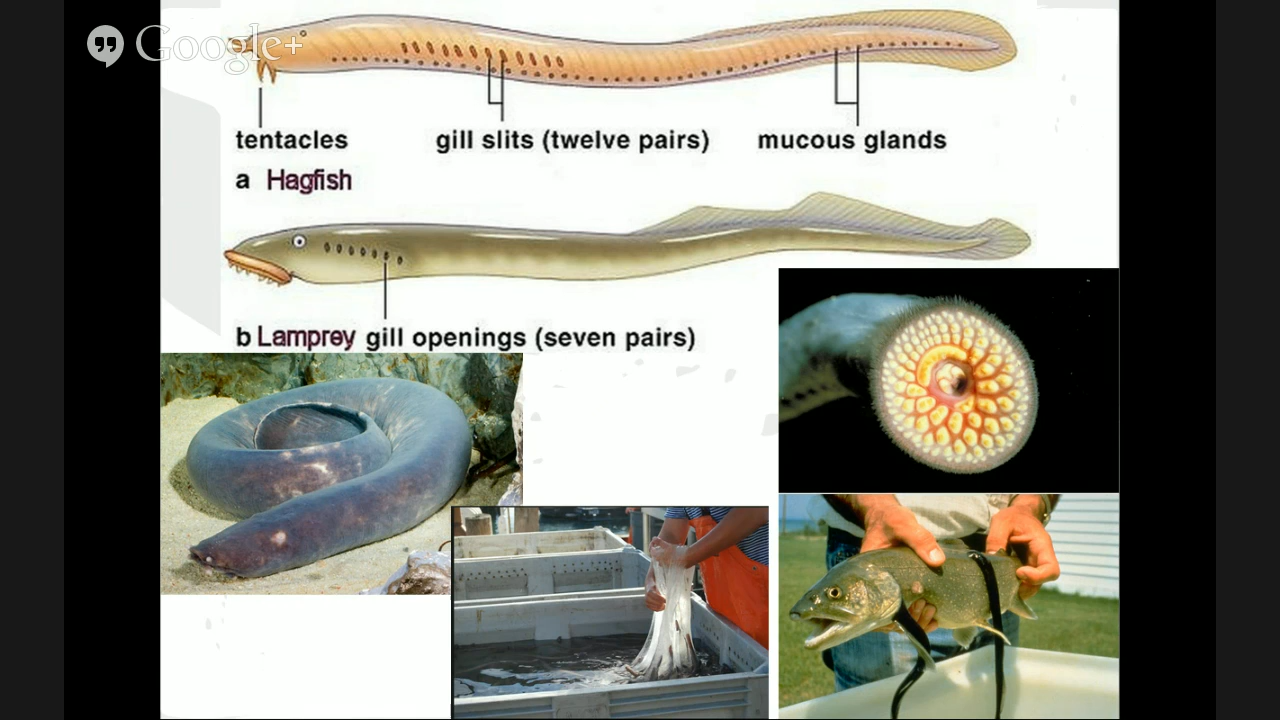 Google+
tentacles
gill slits (twelve pairs)
mucous glands
a Hagfish
b Lamprey gill openings (seven pairs)